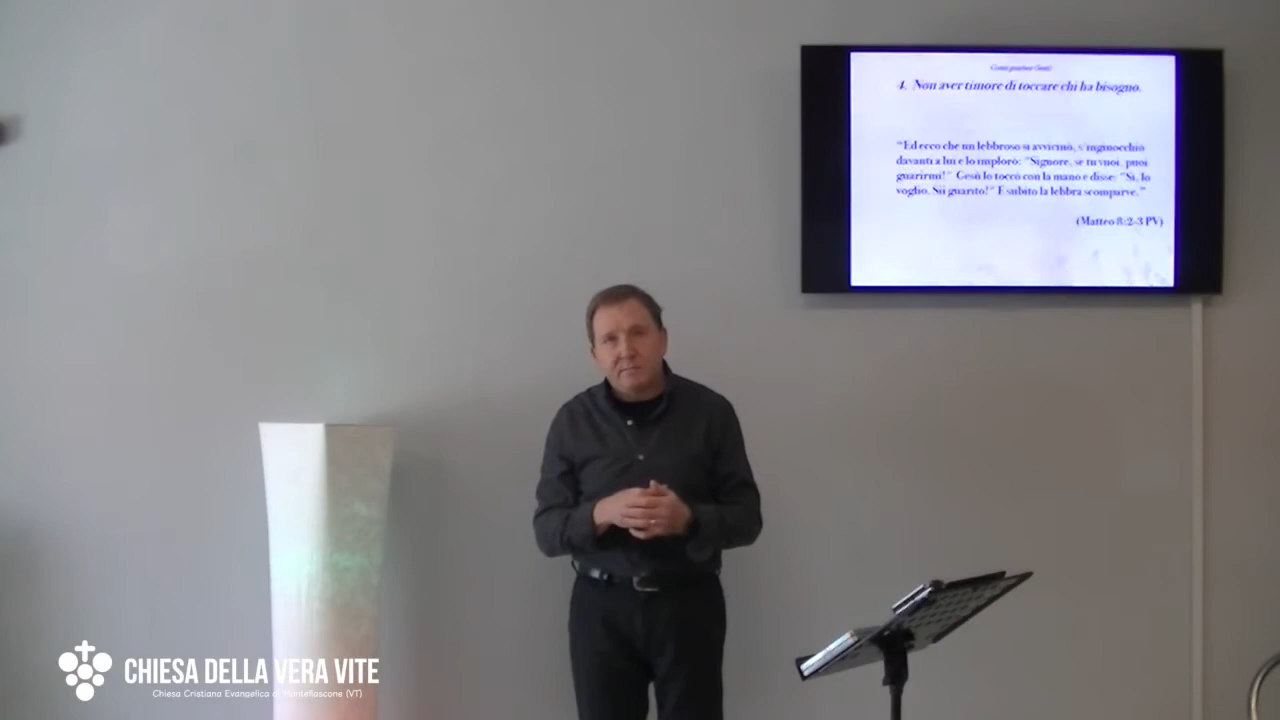 Come guariva Gesù?
4. Non aver timore di toccare chi ha bisogno.
"Ed ecco che un lebbroso si avvicinò, s'inginocchiò
davanti a lui e lo implorò: "Signore, se tu vuoi, puoi
guarirmi!" Gesù lo toccò con la mano e disse: "Sì, lo
voglio. Sii guarito!" E subito la lebbra scomparve."
(Matteo 8:2-3 PV)
CHIESA DELLA VERA VITE
Chiesa Cristiana Evangelica di Montefiascone (VT)